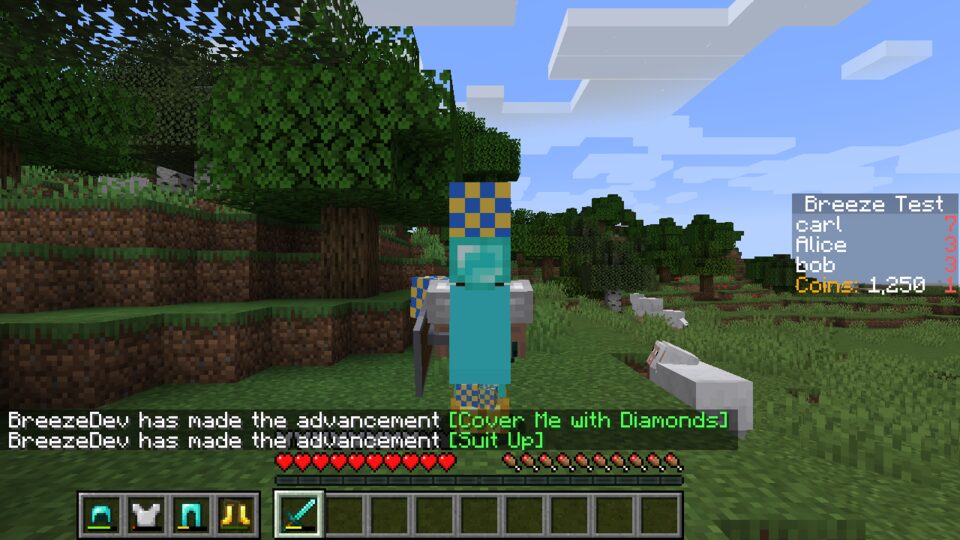 Breeze Test
carl 7
Alice 3
bob 3
Coins: 1,250 1
BreezeDev has made the advancement [Cover Me with Diamonds]
BreezeDev has made the advancement [Suit Up]